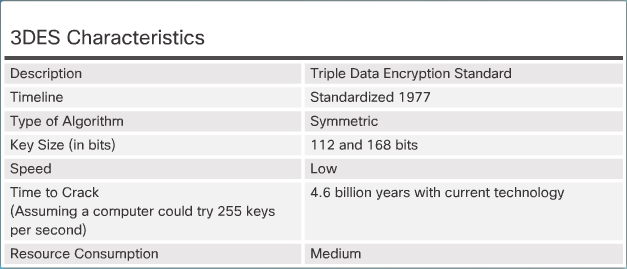 3DES Characteristics
Description Triple Data Encryption Standard
Timeline Standardized 1977
Type of Algorithm Symmetric
Key Size (in bits) 112 and 168 bits
Speed Low
Time to Crack 4.6 billion years with current technology
(Assuming a computer could try 255 keys
per second)
Resource Consumption Medium